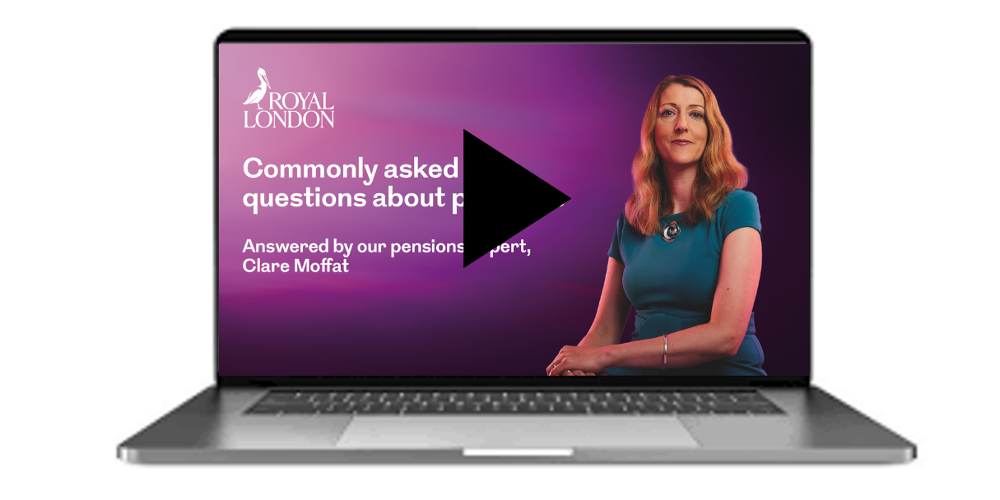 ROYAL
LONDON
Commonly asked
questions about
Answered by our pensions
Clare Moffat